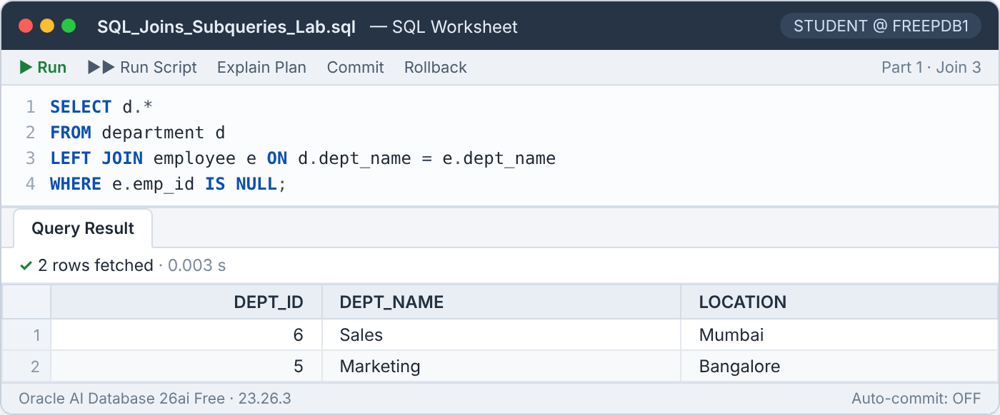 SQL_Joins_Subqueries_Lab.sql — SQL Worksheet STUDENT @ FREEPDB1
Run Run Script Explain Plan Commit Rollback Part 1 · Join 3
1 SELECT d.*
2 FROM department d
3 LEFT JOIN employee e ON d.dept_name = e.dept_name
4 WHERE e.emp_id IS NULL;
Query Result
2 rows fetched · 0.003 s
DEPT_ID DEPT_NAME LOCATION
1 6 Sales Mumbai
2 5 Marketing Bangalore
Oracle AI Database 26ai Free · 23.26.3 Auto-commit: OFF